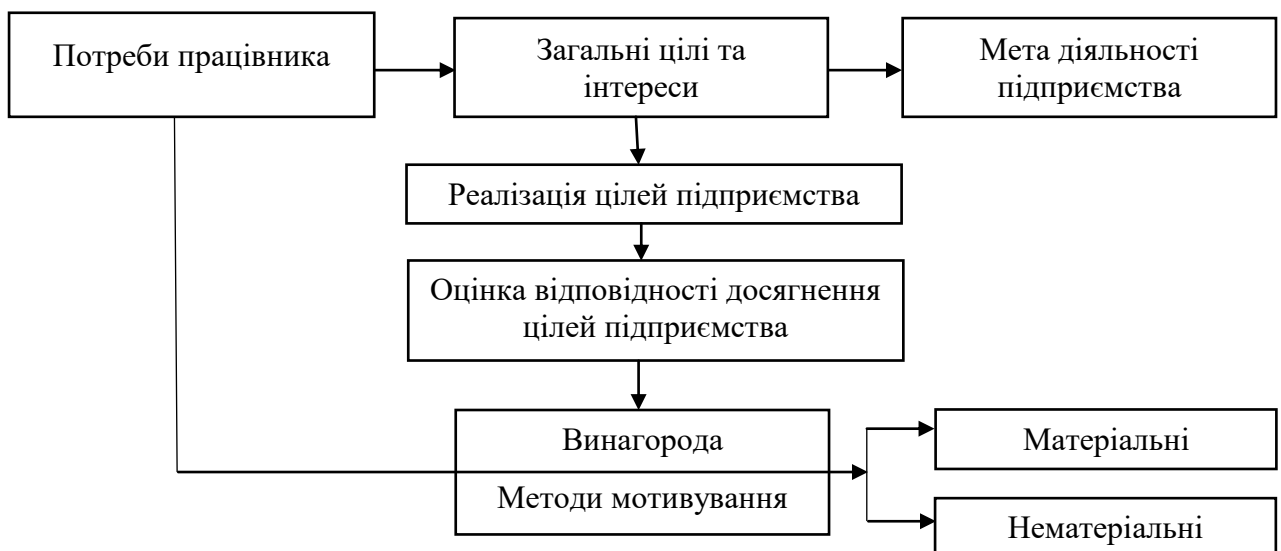 Потреби працівника
Загальні цілі та
інтереси
Мета діяльності
підприємства
Реалізація цілей підприємства
Оцінка відповідності досягнення
цілей підприємства
Винагорода
Методи мотивування
Матеріальні
Нематеріальні